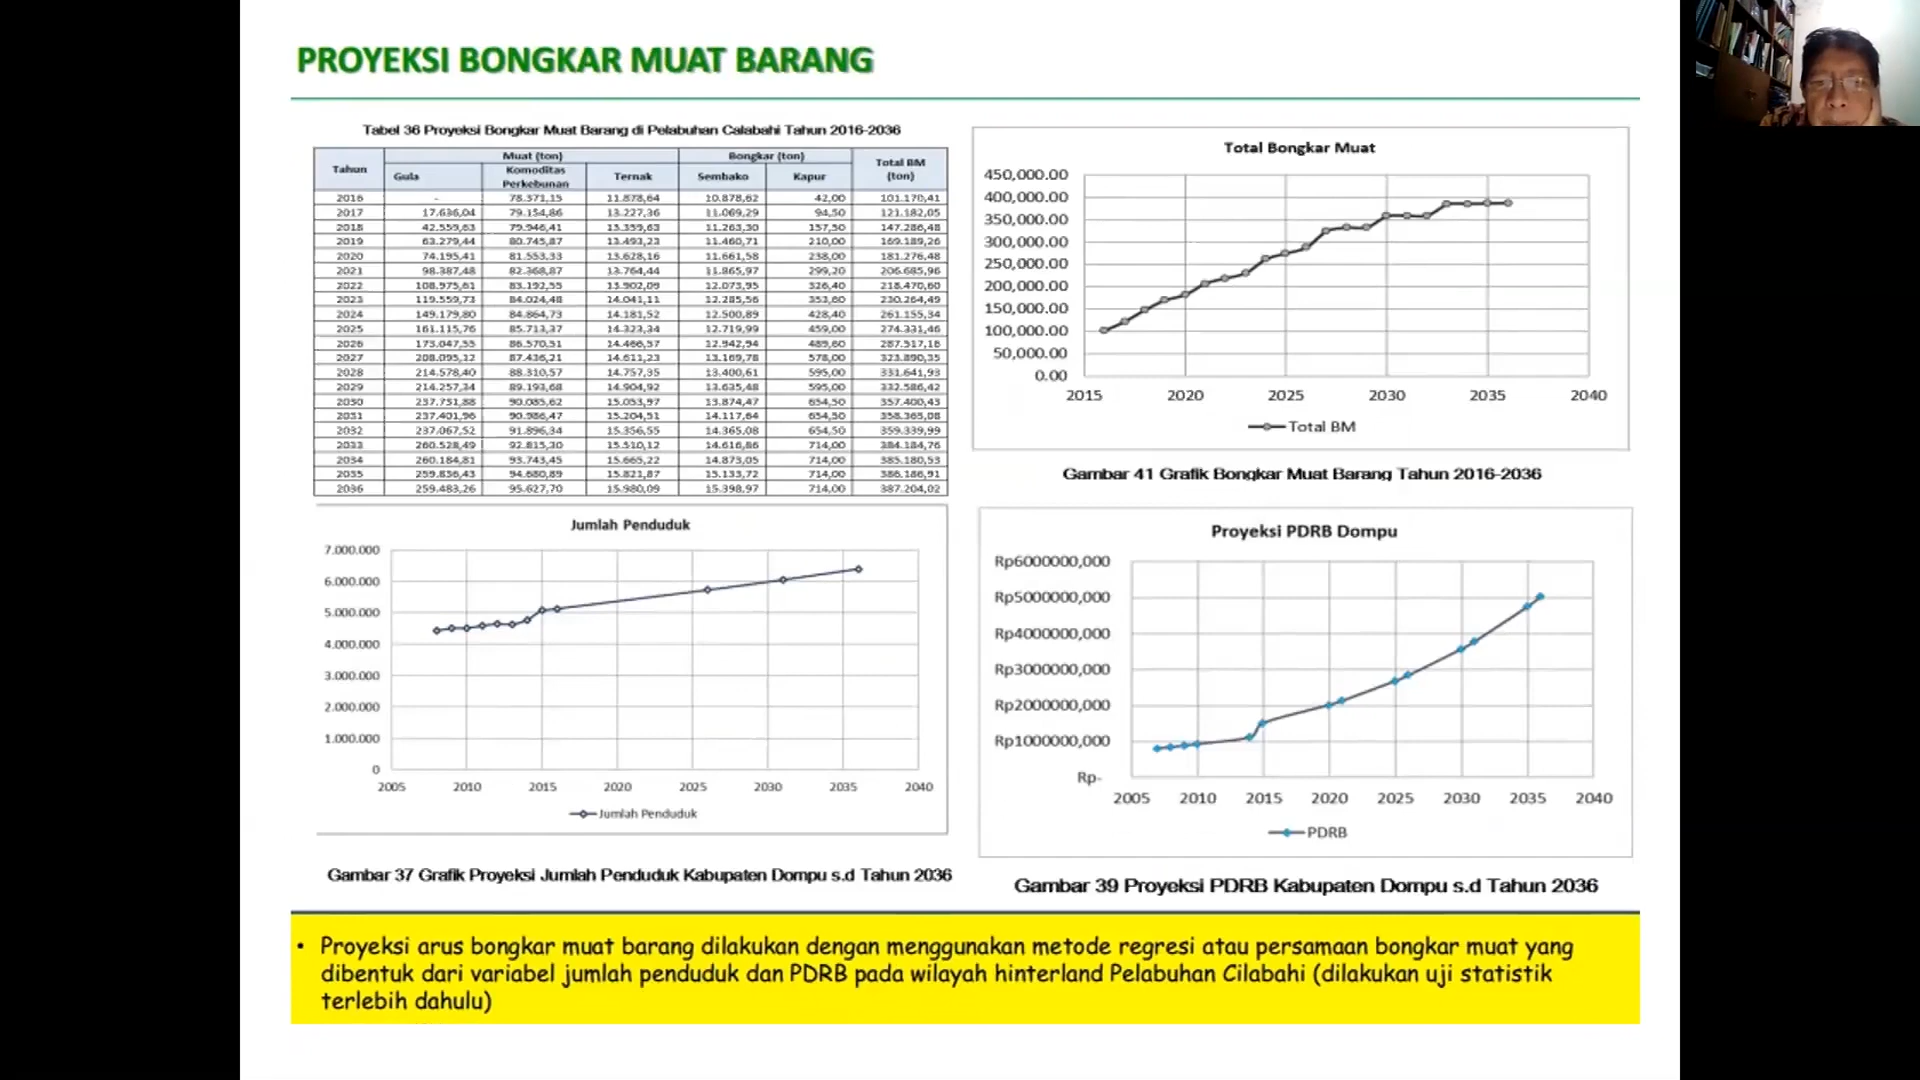 PROYEKSI BONGKAR MUAT BARANG
Tabel 36 Proyeksi Bongkar Muat Barang di Pelabuhan Calabahi Tahun 2016-2036
Tahun Muat (ton) Bongkar (ton) Total BM (ton)
Gula Komoditas Perkebunan Ternak Sembako Kapur
2016 - 78.371,15 11.878,64 10.878,62 42,00 101.170,41
2017 17.636,04 79.154,86 13.227,36 11.069,29 94,50 121.182,05
2018 42.559,63 79.946,41 13.359,63 11.263,30 157,50 147.286,48
2019 63.279,44 80.745,87 13.493,23 11.460,71 210,00 169.189,26
2020 74.195,41 81.553,33 13.628,16 11.661,58 238,00 181.276,48
2021 98.387,48 82.368,87 13.764,44 11.865,97 299,20 206.685,96
2022 108.975,61 83.192,55 13.902,09 12.073,95 326,40 218.470,60
2023 119.559,73 84.024,48 14.041,11 12.285,56 353,60 230.264,49
2024 149.179,80 84.864,73 14.181,52 12.500,89 428,40 261.155,34
2025 161.115,76 85.713,37 14.323,34 12.719,99 459,00 274.331,46
2026 173.047,55 86.570,51 14.466,57 12.942,94 489,60 287.517,18
2027 208.095,12 87.436,21 14.611,23 13.169,78 578,00 323.890,35
2028 214.578,40 88.310,57 14.757,35 13.400,61 595,00 331.641,93
2029 214.257,34 89.193,68 14.904,92 13.635,48 595,00 332.586,42
2030 237.731,88 90.085,62 15.053,97 13.874,47 654,50 357.400,43
2031 237.401,96 90.986,47 15.204,51 14.117,64 654,50 358.365,08
2032 237.067,52 91.896,34 15.356,55 14.365,08 654,50 359.339,99
2033 260.528,49 92.815,30 15.510,12 14.616,86 714,00 384.184,76
2034 260.184,81 93.743,45 15.665,22 14.873,05 714,00 385.180,53
2035 259.836,43 94.680,89 15.821,87 15.133,72 714,00 386.186,91
2036 259.483,26 95.627,70 15.980,09 15.398,97 714,00 387.204,02
Total Bongkar Muat
450,000.00
400,000.00
350,000.00
300,000.00
250,000.00
200,000.00
150,000.00
100,000.00
50,000.00
0.00
2015 2020 2025 2030 2035 2040
Total BM
Gambar 41 Grafik Bongkar Muat Barang Tahun 2016-2036
Jumlah Penduduk
7.000.000
6.000.000
5.000.000
4.000.000
3.000.000
2.000.000
1.000.000
0
2005 2010 2015 2020 2025 2030 2035 2040
Jumlah Penduduk
Gambar 37 Grafik Proyeksi Jumlah Penduduk Kabupaten Dompu s.d Tahun 2036
Proyeksi PDRB Dompu
Rp6000000,000
Rp5000000,000
Rp4000000,000
Rp3000000,000
Rp2000000,000
Rp1000000,000
Rp-
2005 2010 2015 2020 2025 2030 2035 2040
PDRB
Gambar 39 Proyeksi PDRB Kabupaten Dompu s.d Tahun 2036
• Proyeksi arus bongkar muat barang dilakukan dengan menggunakan metode regresi atau persamaan bongkar muat yang
dibentuk dari variabel jumlah penduduk dan PDRB pada wilayah hinterland Pelabuhan Cilabahi (dilakukan uji statistik
terlebih dahulu)